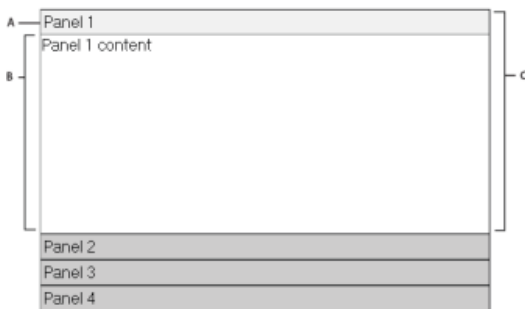 A
Panel 1
Panel 1 content
B
C
Panel 2
Panel 3
Panel 4